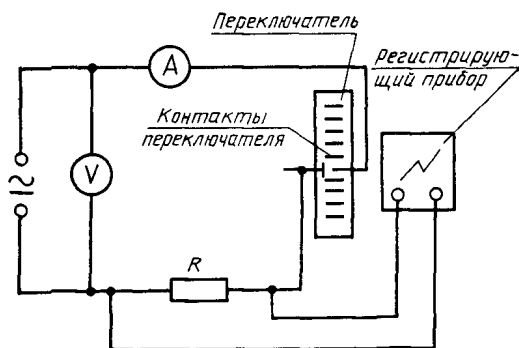 Переключатель
Регистрирую-
щий прибор
A
Контакты
переключателя
V
R